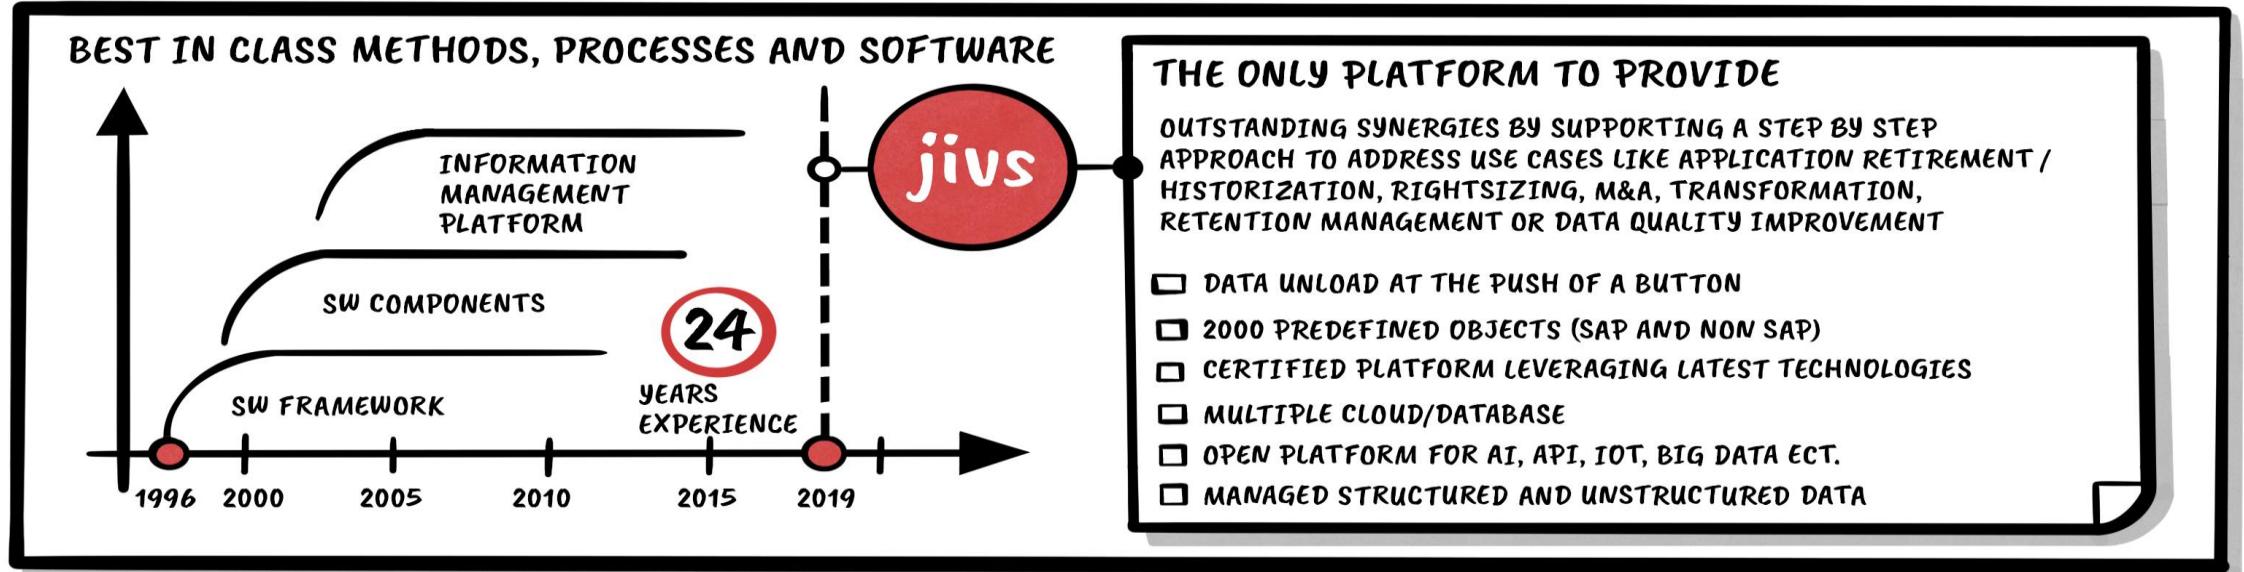 BEST IN CLASS METHODS, PROCESSES AND SOFTWARE
INFORMATION
MANAGEMENT
PLATFORM
SW COMPONENTS
24
YEARS
EXPERIENCE
SW FRAMEWORK
1996 2000 2005 2010 2015 2019
jivs
THE ONLY PLATFORM TO PROVIDE
OUTSTANDING SYNERGIES BY SUPPORTING A STEP BY STEP
APPROACH TO ADDRESS USE CASES LIKE APPLICATION RETIREMENT /
HISTORIZATION, RIGHTSIZING, M&A, TRANSFORMATION,
RETENTION MANAGEMENT OR DATA QUALITY IMPROVEMENT
DATA UNLOAD AT THE PUSH OF A BUTTON
2000 PREDEFINED OBJECTS (SAP AND NON SAP)
CERTIFIED PLATFORM LEVERAGING LATEST TECHNOLOGIES
MULTIPLE CLOUD/DATABASE
OPEN PLATFORM FOR AI, API, IOT, BIG DATA ECT.
MANAGED STRUCTURED AND UNSTRUCTURED DATA